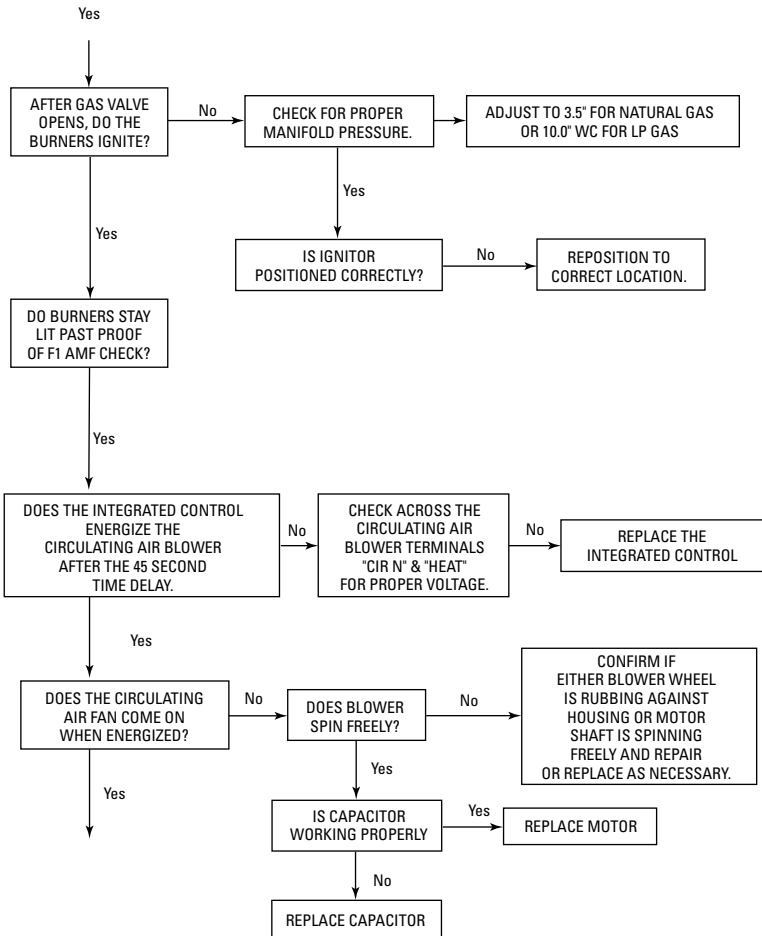 Yes
AFTER GAS VALVE
OPENS, DO THE
BURNERS IGNITE?
No
CHECK FOR PROPER
MANIFOLD PRESSURE.
ADJUST TO 3.5" FOR NATURAL GAS
OR 10.0" WC FOR LP GAS
Yes
Yes
IS IGNITOR
POSITIONED CORRECTLY?
No
REPOSITION TO
CORRECT LOCATION.
DO BURNERS STAY
LIT PAST PROOF
OF F1 AMF CHECK?
Yes
DOES THE INTEGRATED CONTROL
ENERGIZE THE
CIRCULATING AIR BLOWER
AFTER THE 45 SECOND
TIME DELAY.
No
CHECK ACROSS THE
CIRCULATING AIR
BLOWER TERMINALS
"CIR N" & "HEAT"
FOR PROPER VOLTAGE.
No
REPLACE THE
INTEGRATED CONTROL
Yes
DOES THE CIRCULATING
AIR FAN COME ON
WHEN ENERGIZED?
No
DOES BLOWER
SPIN FREELY?
No
CONFIRM IF
EITHER BLOWER WHEEL
IS RUBBING AGAINST
HOUSING OR MOTOR
SHAFT IS SPINNING
FREELY AND REPAIR
OR REPLACE AS NECESSARY.
Yes
Yes
IS CAPACITOR
WORKING PROPERLY
Yes
REPLACE MOTOR
No
REPLACE CAPACITOR